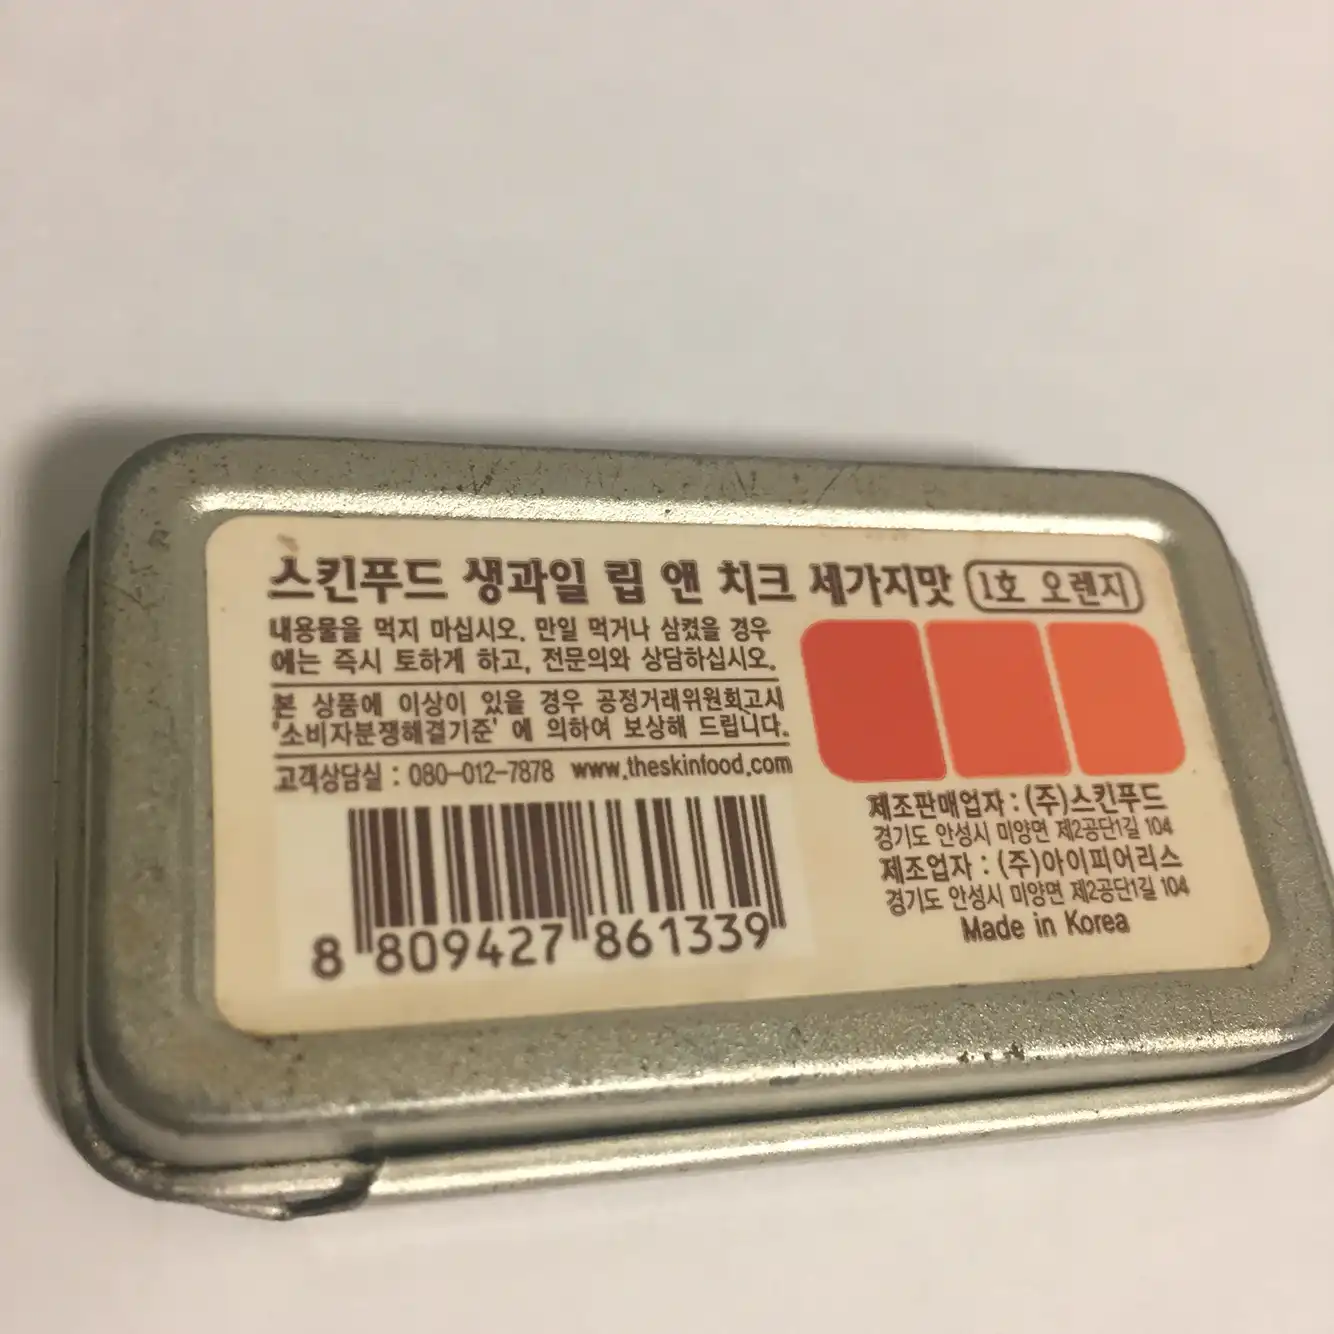 스킨푸드 생과일 립 앤 치크 세가지맛 1호 오렌지
내용물을 먹지 마십시오. 만일 먹거나 삼켰을 경우
에는 즉시 토하게 하고, 전문의와 상담하십시오.
본 상품에 이상이 있을 경우 공정거래위원회고시
'소비자분쟁해결기준' 에 의하여 보상해 드립니다.
고객상담실 : 080-012-7878 www.theskinfood.com
8 809427 861339
제조판매업자 : (주)스킨푸드
경기도 안성시 미양면 제2공단1길 104
제조업자 : (주)아이피어리스
경기도 안성시 미양면 제2공단1길 104
Made in Korea